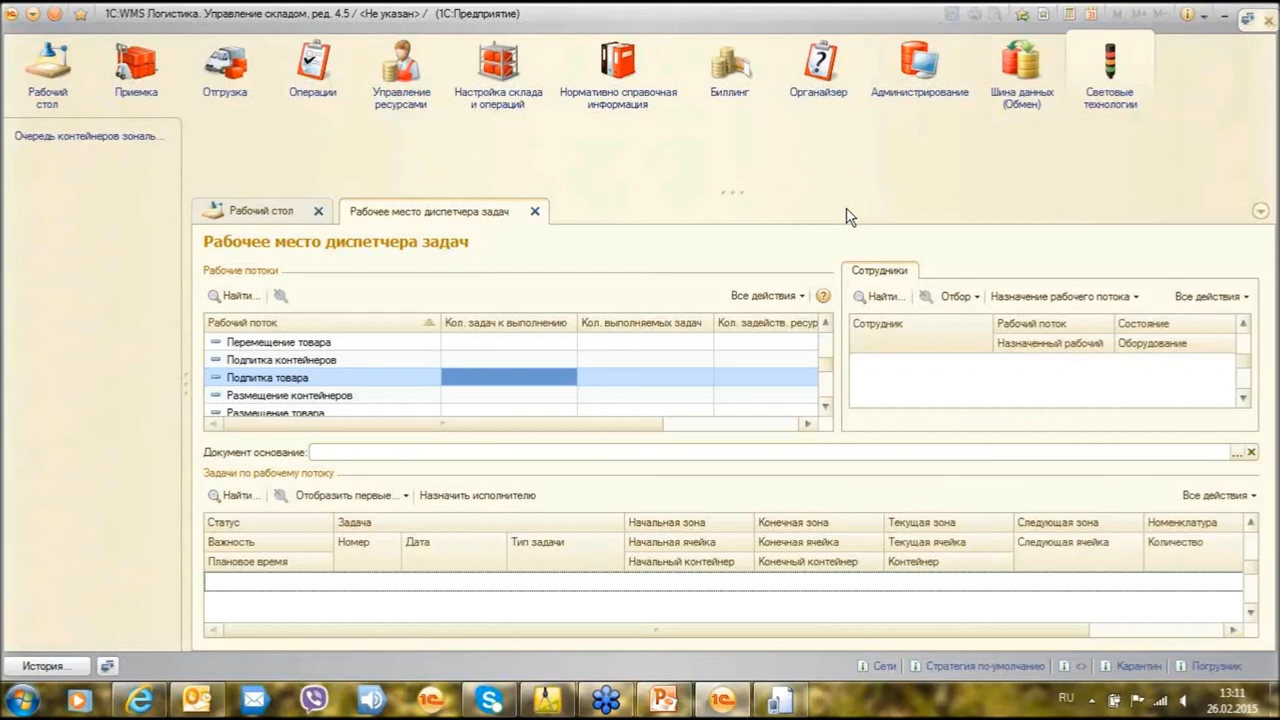 1С:WMS Логистика. Управление складом, ред. 4.5 / <Не указан> / (1С:Предприятие)
M M+ M-
Рабочий стол
Приемка
Отгрузка
Операции
Управление ресурсами
Настройка склада и операций
Нормативно справочная информация
Биллинг
Органайзер
Администрирование
Шина данных (Обмен)
Световые технологии
Очередь контейнеров зональ...
Рабочий стол
Рабочее место диспетчера задач
Рабочее место диспетчера задач
Рабочие потоки
Найти...
Все действия
Рабочий поток
Кол. задач к выполнению
Кол. выполняемых задач
Кол. задейств. ресур
Перемещение товара
Подпитка контейнеров
Подпитка товара
Размещение контейнеров
Размещение товара
Сотрудники
Найти...
Отбор
Назначение рабочего потока
Все действия
Сотрудник
Рабочий поток
Состояние
Назначенный рабочий
Оборудование
Документ основание:
Задачи по рабочему потоку
Найти...
Отобразить первые...
Назначить исполнителю
Все действия
Статус
Задача
Начальная зона
Конечная зона
Текущая зона
Следующая зона
Номенклатура
Важность
Номер
Дата
Тип задачи
Начальная ячейка
Конечная ячейка
Текущая ячейка
Следующая ячейка
Количество
Плановое время
Начальный контейнер
Конечный контейнер
Контейнер
История...
Сети
Стратегия по-умолчанию
<>
Карантин
Погрузчик
RU
13:11
26.02.2015